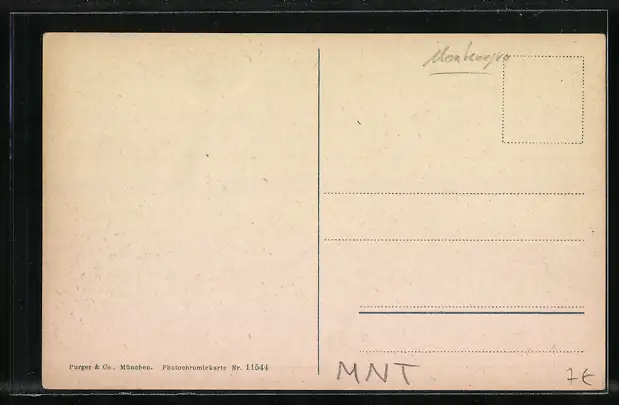 Montenegro
Purger & Co., München. Photochromiekarte Nr. 11544
MNT
7€